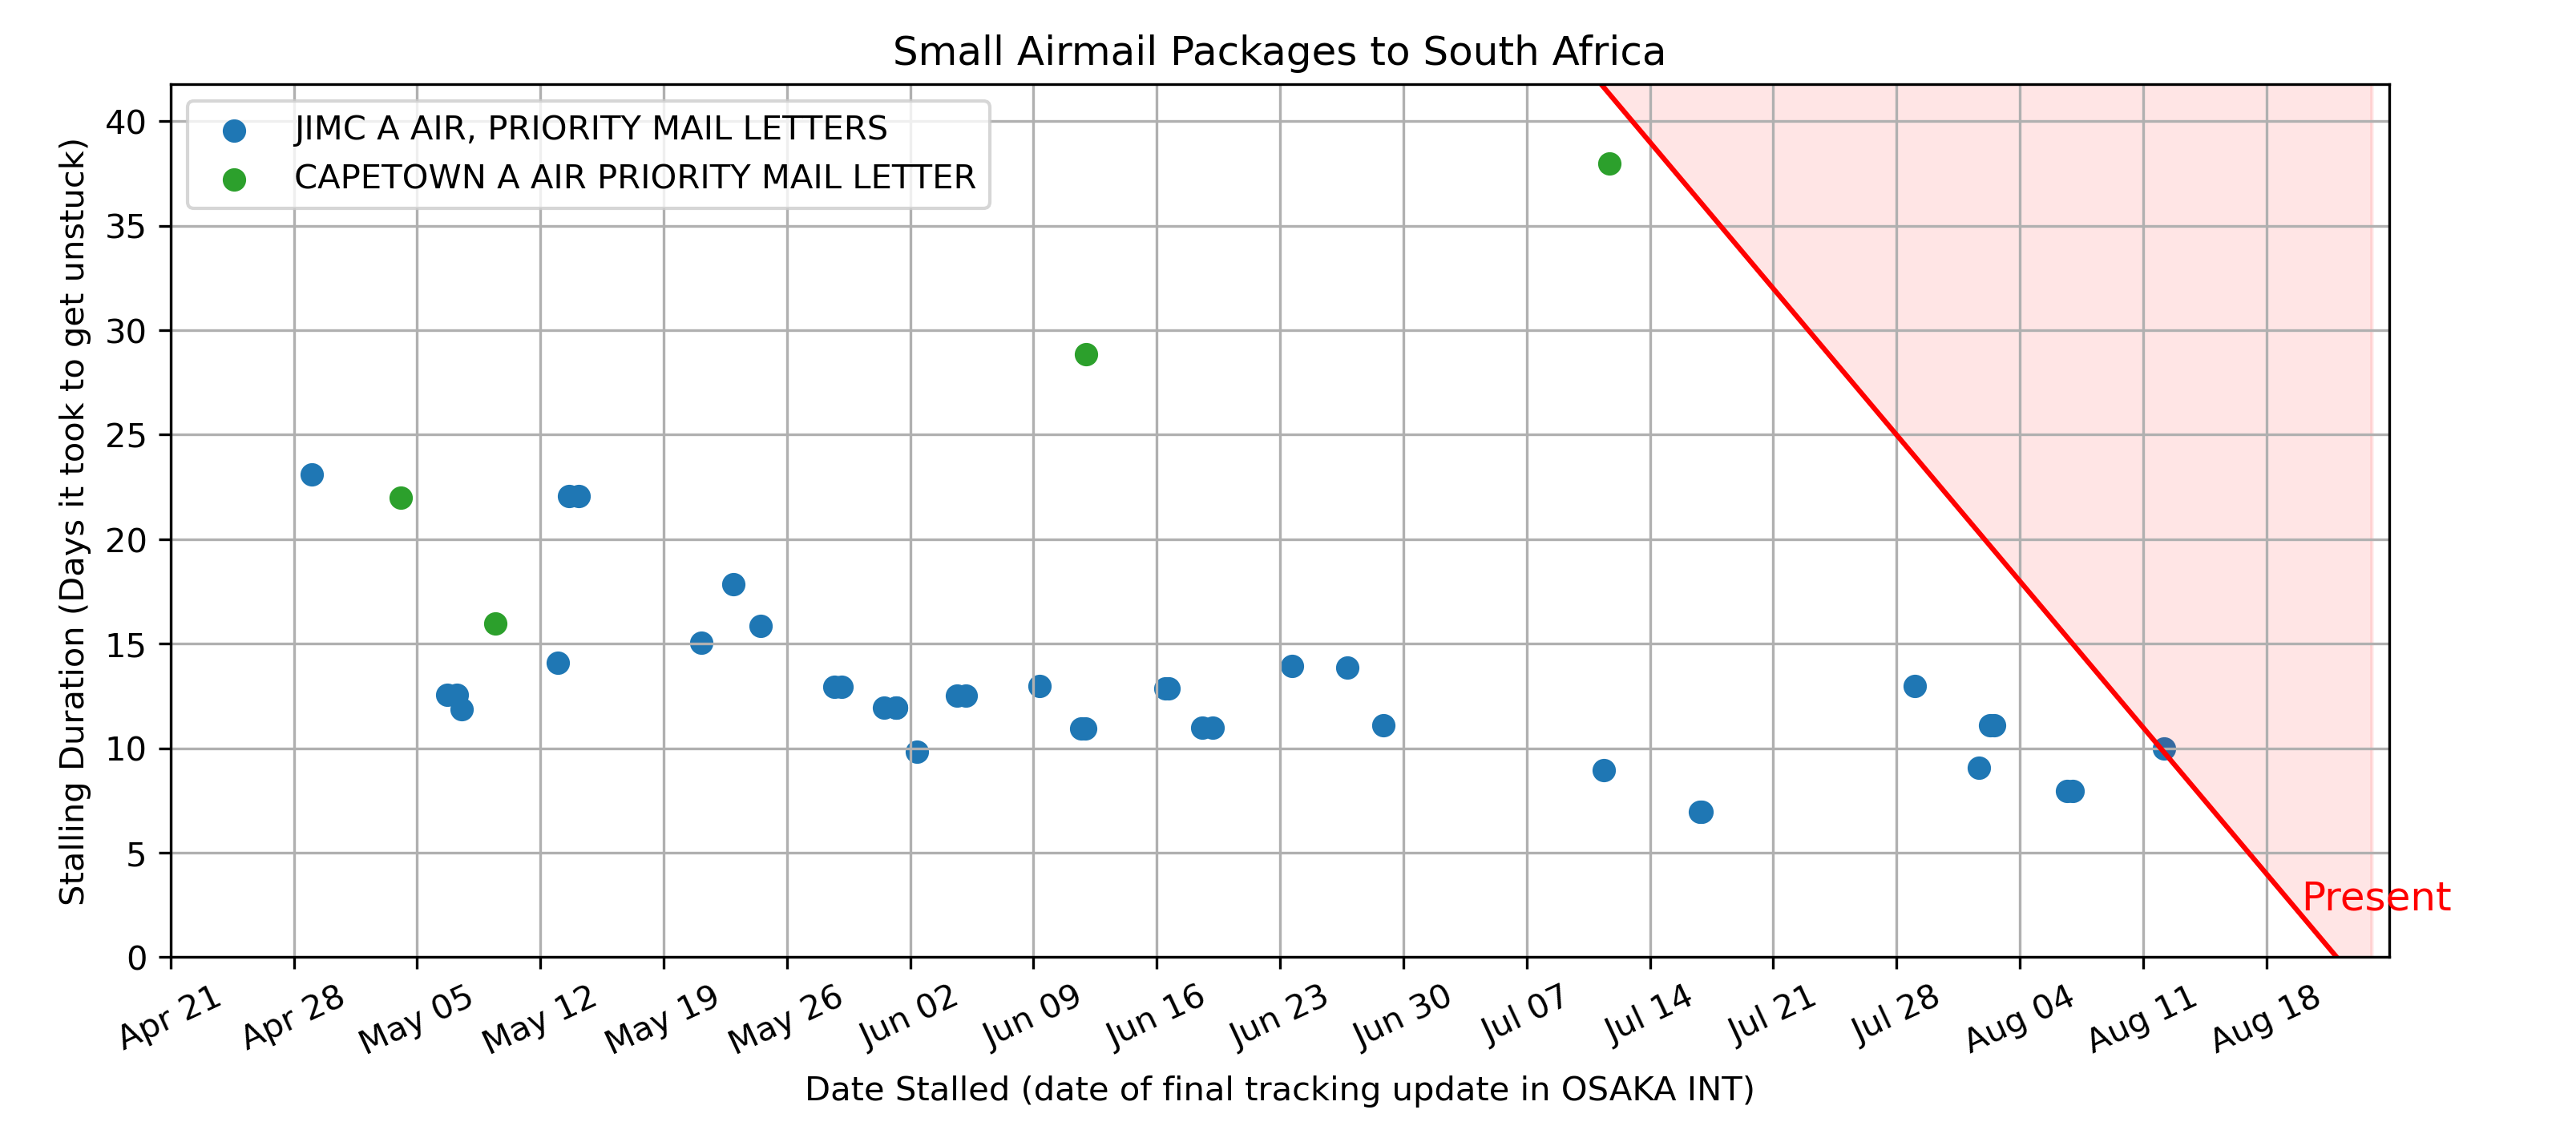 Small Airmail Packages to South Africa
JIMC A AIR, PRIORITY MAIL LETTERS
CAPETOWN A AIR PRIORITY MAIL LETTER
Stalling Duration (Days it took to get unstuck)
40
35
30
25
20
15
10
5
0
Present
Apr 21
Apr 28
May 05
May 12
May 19
May 26
Jun 02
Jun 09
Jun 16
Jun 23
Jun 30
Jul 07
Jul 14
Jul 21
Jul 28
Aug 04
Aug 11
Aug 18
Date Stalled (date of final tracking update in OSAKA INT)